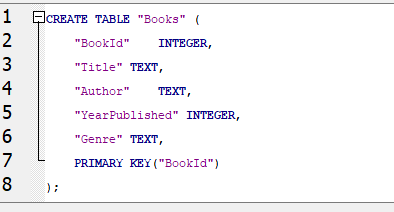 1 CREATE TABLE "Books" (
2 "BookId" INTEGER,
3 "Title" TEXT,
4 "Author" TEXT,
5 "YearPublished" INTEGER,
6 "Genre" TEXT,
7 PRIMARY KEY("BookId")
8 );